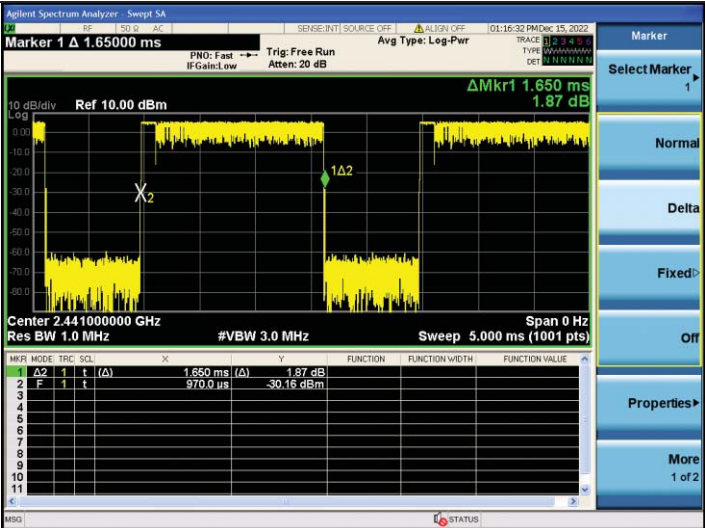 Agilent Spectrum Analyzer - Swept SA
RF 50 Ω AC SENSE:INT SOURCE OFF ALIGN OFF 01:16:32 PM Dec 15, 2022
Marker 1 Δ 1.65000 ms
PNO: Fast
IFGain:Low
Trig: Free Run
Atten: 20 dB
Avg Type: Log-Pwr
TRACE 1 2 3 4 5 6
TYPE
DET N N N N N N
ΔMkr1 1.650 ms
1.87 dB
10 dB/div Ref 10.00 dBm
Log
0.00
-10.0
-20.0
-30.0
-40.0
-50.0
-60.0
-70.0
-80.0
1Δ2
X2
Center 2.441000000 GHz Span 0 Hz
Res BW 1.0 MHz #VBW 3.0 MHz Sweep 5.000 ms (1001 pts)
MKR MODE TRC SCL X Y FUNCTION FUNCTION WIDTH FUNCTION VALUE
1 Δ2 1 t (Δ) 1.650 ms (Δ) 1.87 dB
2 F 1 t 970.0 µs -30.16 dBm
3
4
5
6
7
8
9
10
11
MSG STATUS
Marker
Select Marker
1
Normal
Delta
Fixed
Off
Properties
More
1 of 2